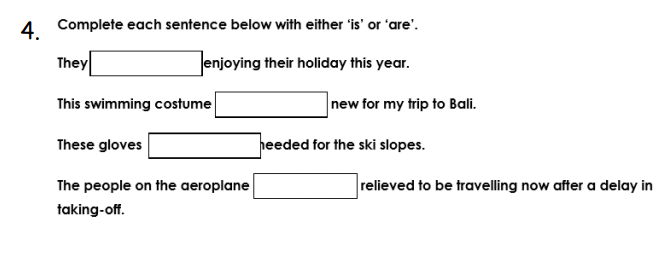 4. Complete each sentence below with either ‘is’ or ‘are’.
They enjoying their holiday this year.
This swimming costume new for my trip to Bali.
These gloves needed for the ski slopes.
The people on the aeroplane relieved to be travelling now after a delay in
taking-off.